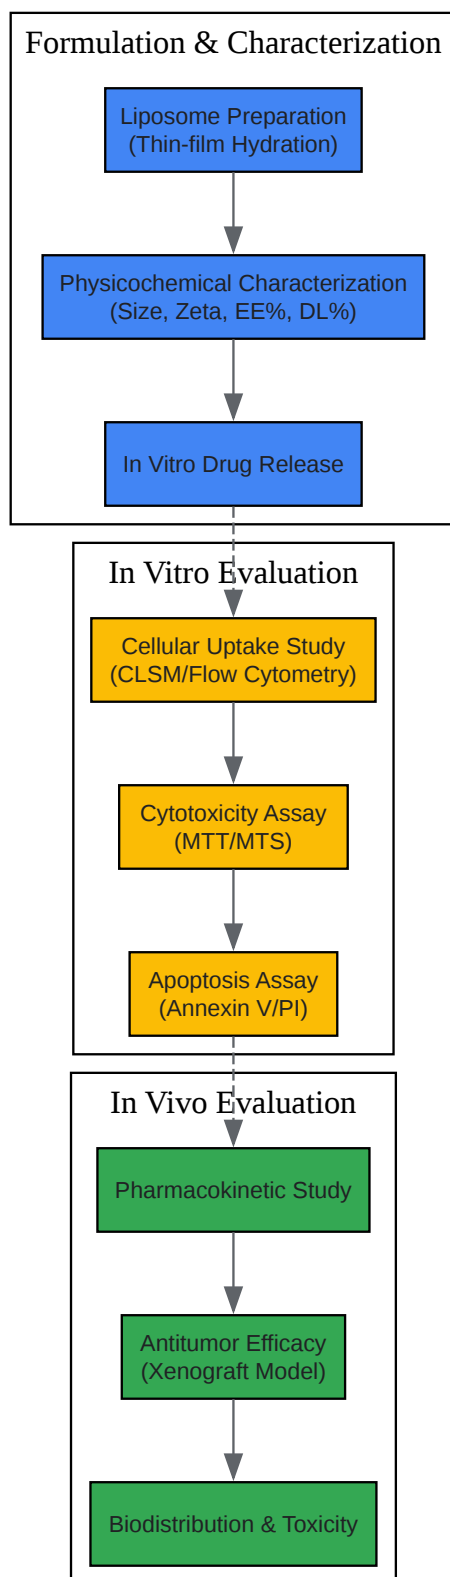 Formulation & Characterization
Liposome Preparation
(Thin-film Hydration)
Physicochemical Characterization
(Size, Zeta, EE%, DL%)
In Vitro Drug Release
In Vitro Evaluation
Cellular Uptake Study
(CLSM/Flow Cytometry)
Cytotoxicity Assay
(MTT/MTS)
Apoptosis Assay
(Annexin V/PI)
In Vivo Evaluation
Pharmacokinetic Study
Antitumor Efficacy
(Xenograft Model)
Biodistribution & Toxicity